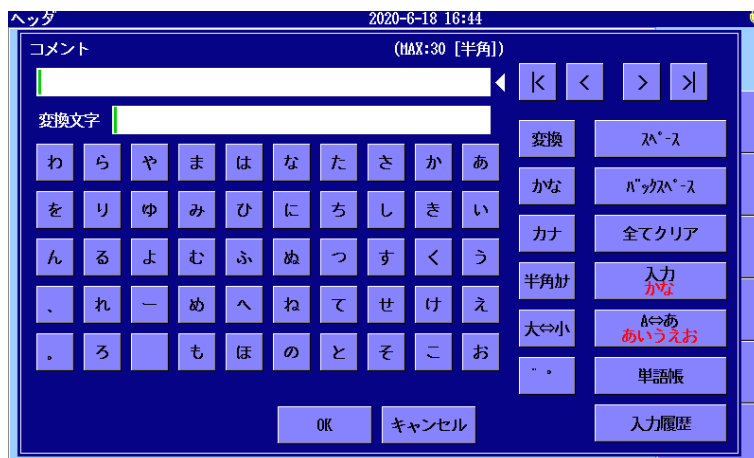 ヘッダ 2020-6-18 16:44
コメント (MAX:30 [半角])
|< < > >|
変換文字
わ らや ま は な た さ か あ 変換 ｽﾍﾟｰｽ
を り ゆ み ひ に ち し き い かな ﾊﾞｯｸｽﾍﾟｰｽ
ん る よ む ふ ぬ つ す く う カナ 全てクリア
、 れ ー め へ ね て せ け え 半角ｶﾅ 入力
かな
。 ろ も ほ の と そ こ お 大⇔小 A⇔あ
あいうえお
゛゜ 単語帳
OK キャンセル 入力履歴